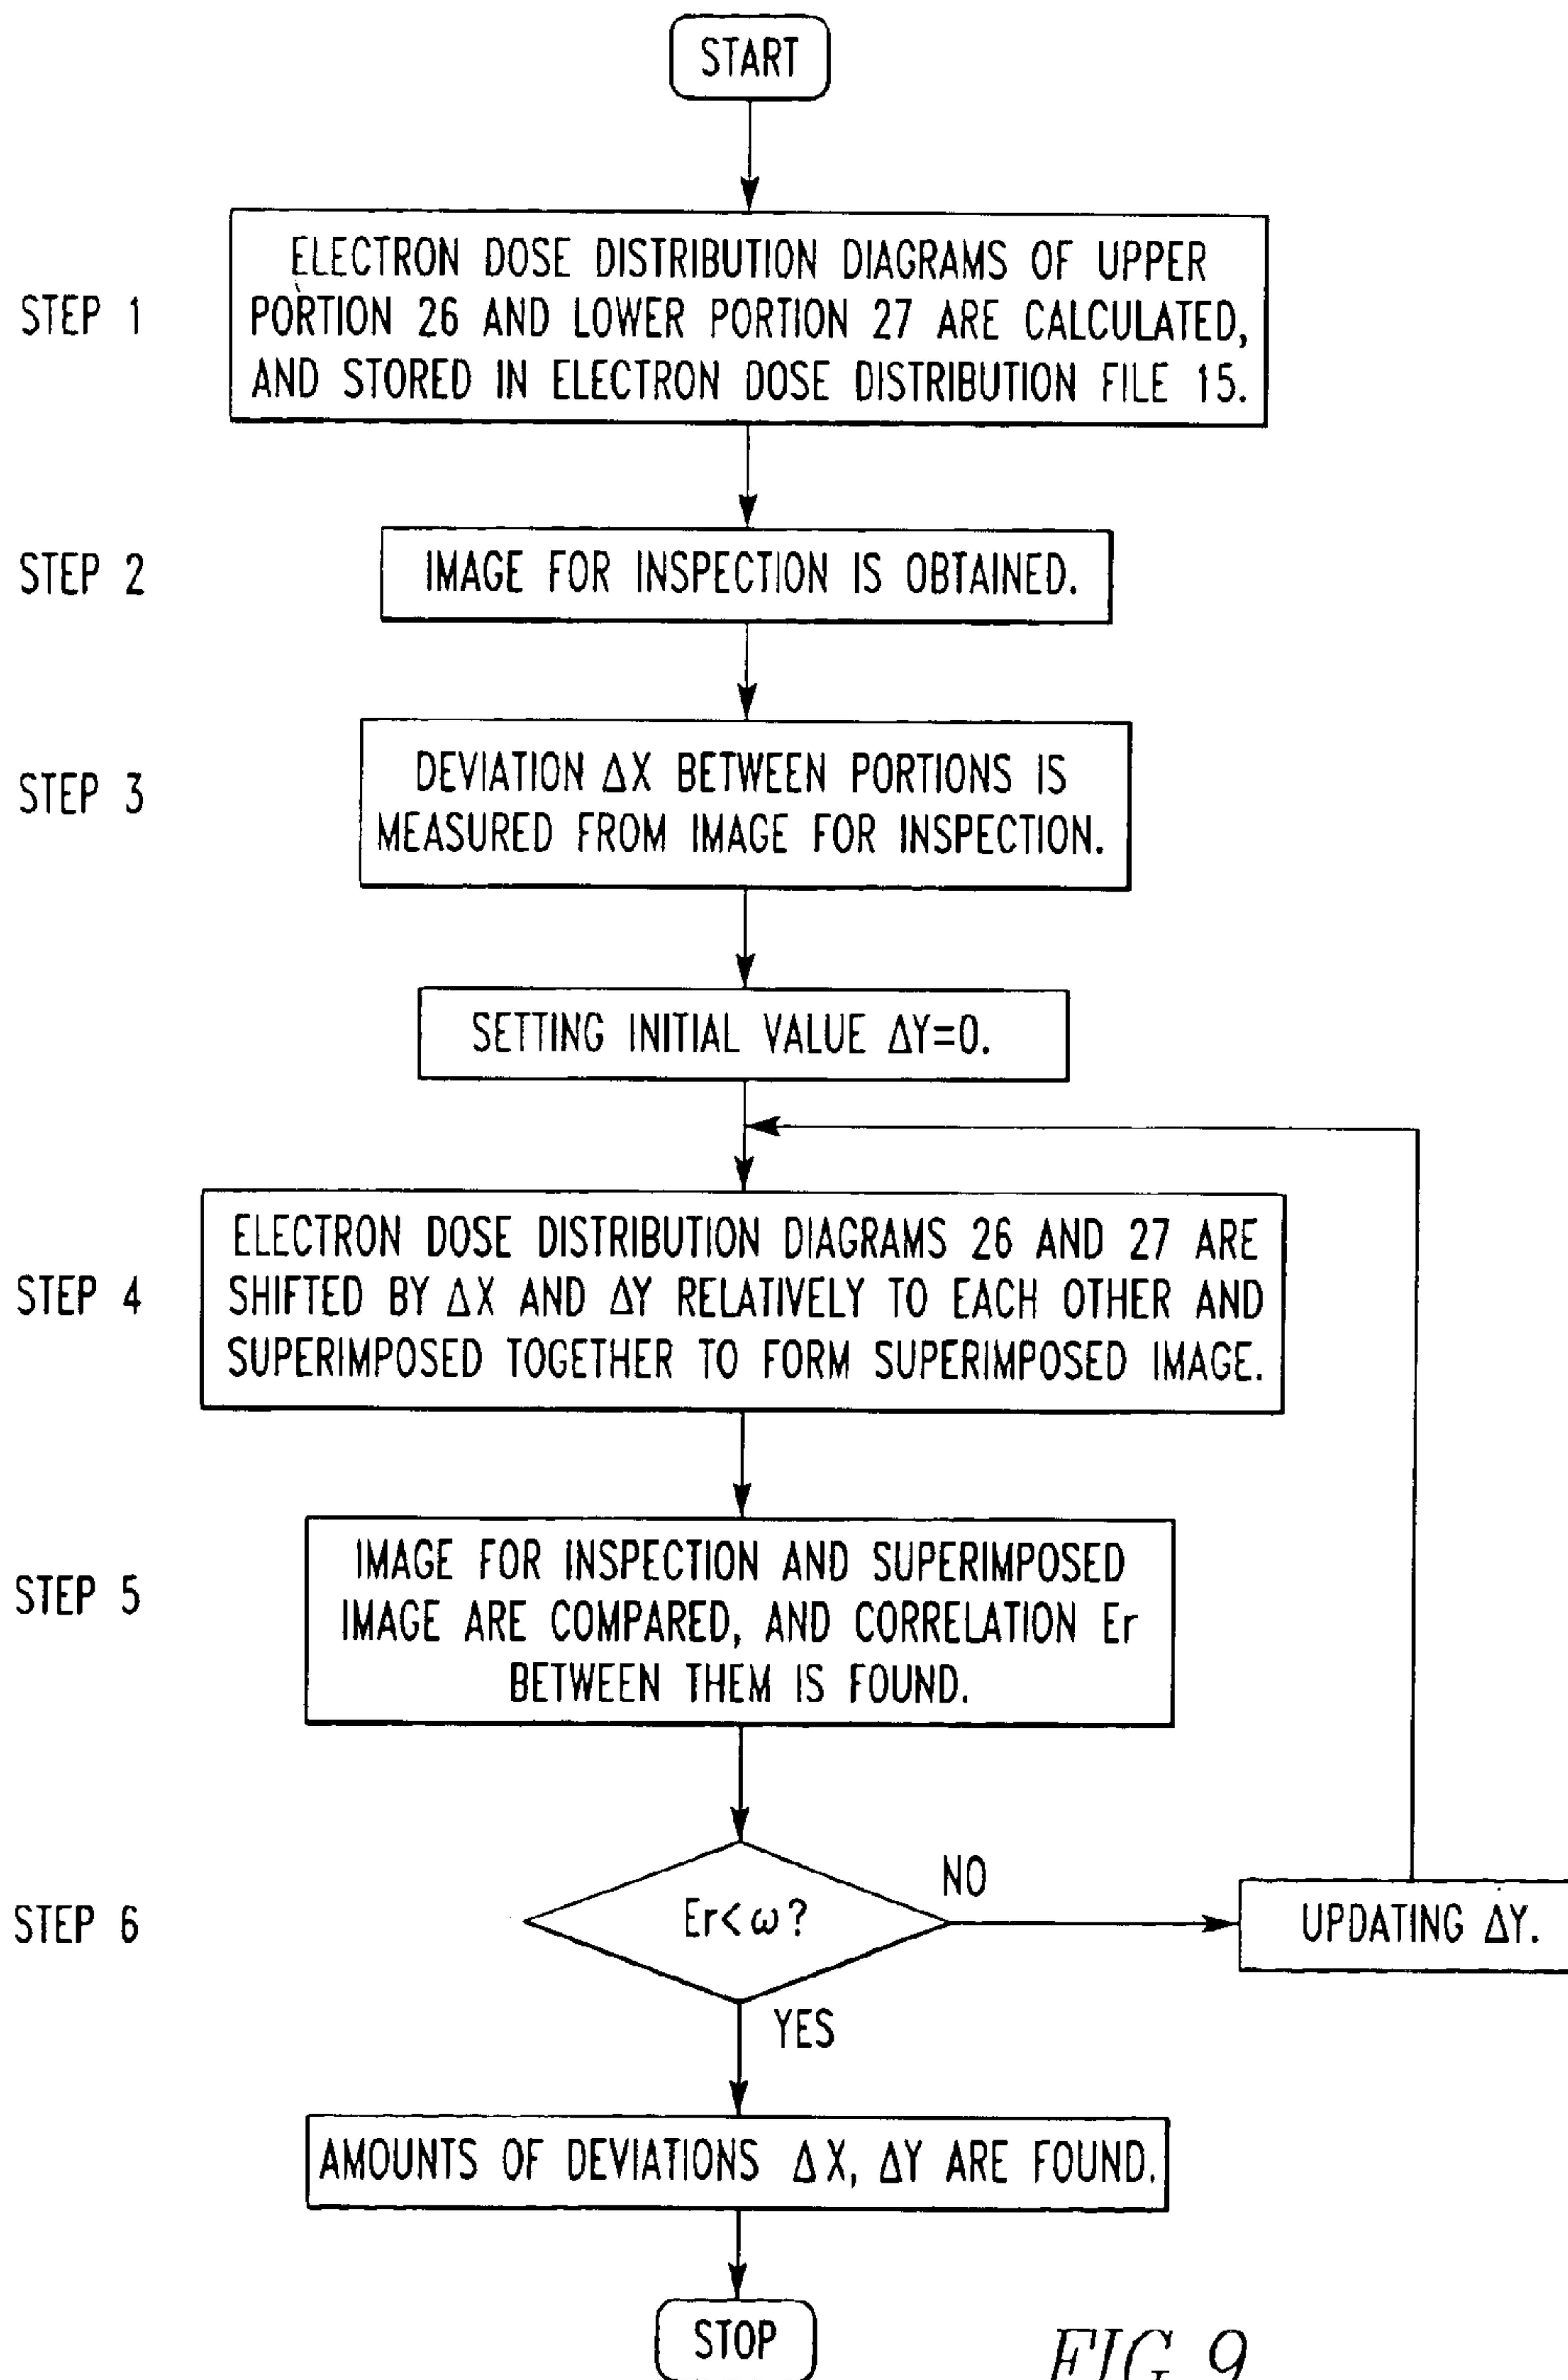 START
STEP 1
ELECTRON DOSE DISTRIBUTION DIAGRAMS OF UPPER
PORTION 26 AND LOWER PORTION 27 ARE CALCULATED,
AND STORED IN ELECTRON DOSE DISTRIBUTION FILE 15.
STEP 2
IMAGE FOR INSPECTION IS OBTAINED.
STEP 3
DEVIATION ΔX BETWEEN PORTIONS IS
MEASURED FROM IMAGE FOR INSPECTION.
SETTING INITIAL VALUE ΔY=0.
STEP 4
ELECTRON DOSE DISTRIBUTION DIAGRAMS 26 AND 27 ARE
SHIFTED BY ΔX AND ΔY RELATIVELY TO EACH OTHER AND
SUPERIMPOSED TOGETHER TO FORM SUPERIMPOSED IMAGE.
STEP 5
IMAGE FOR INSPECTION AND SUPERIMPOSED
IMAGE ARE COMPARED, AND CORRELATION Er
BETWEEN THEM IS FOUND.
STEP 6
Er<ω?
NO
UPDATING ΔY.
YES
AMOUNTS OF DEVIATIONS ΔX, ΔY ARE FOUND.
STOP
FIG. 9